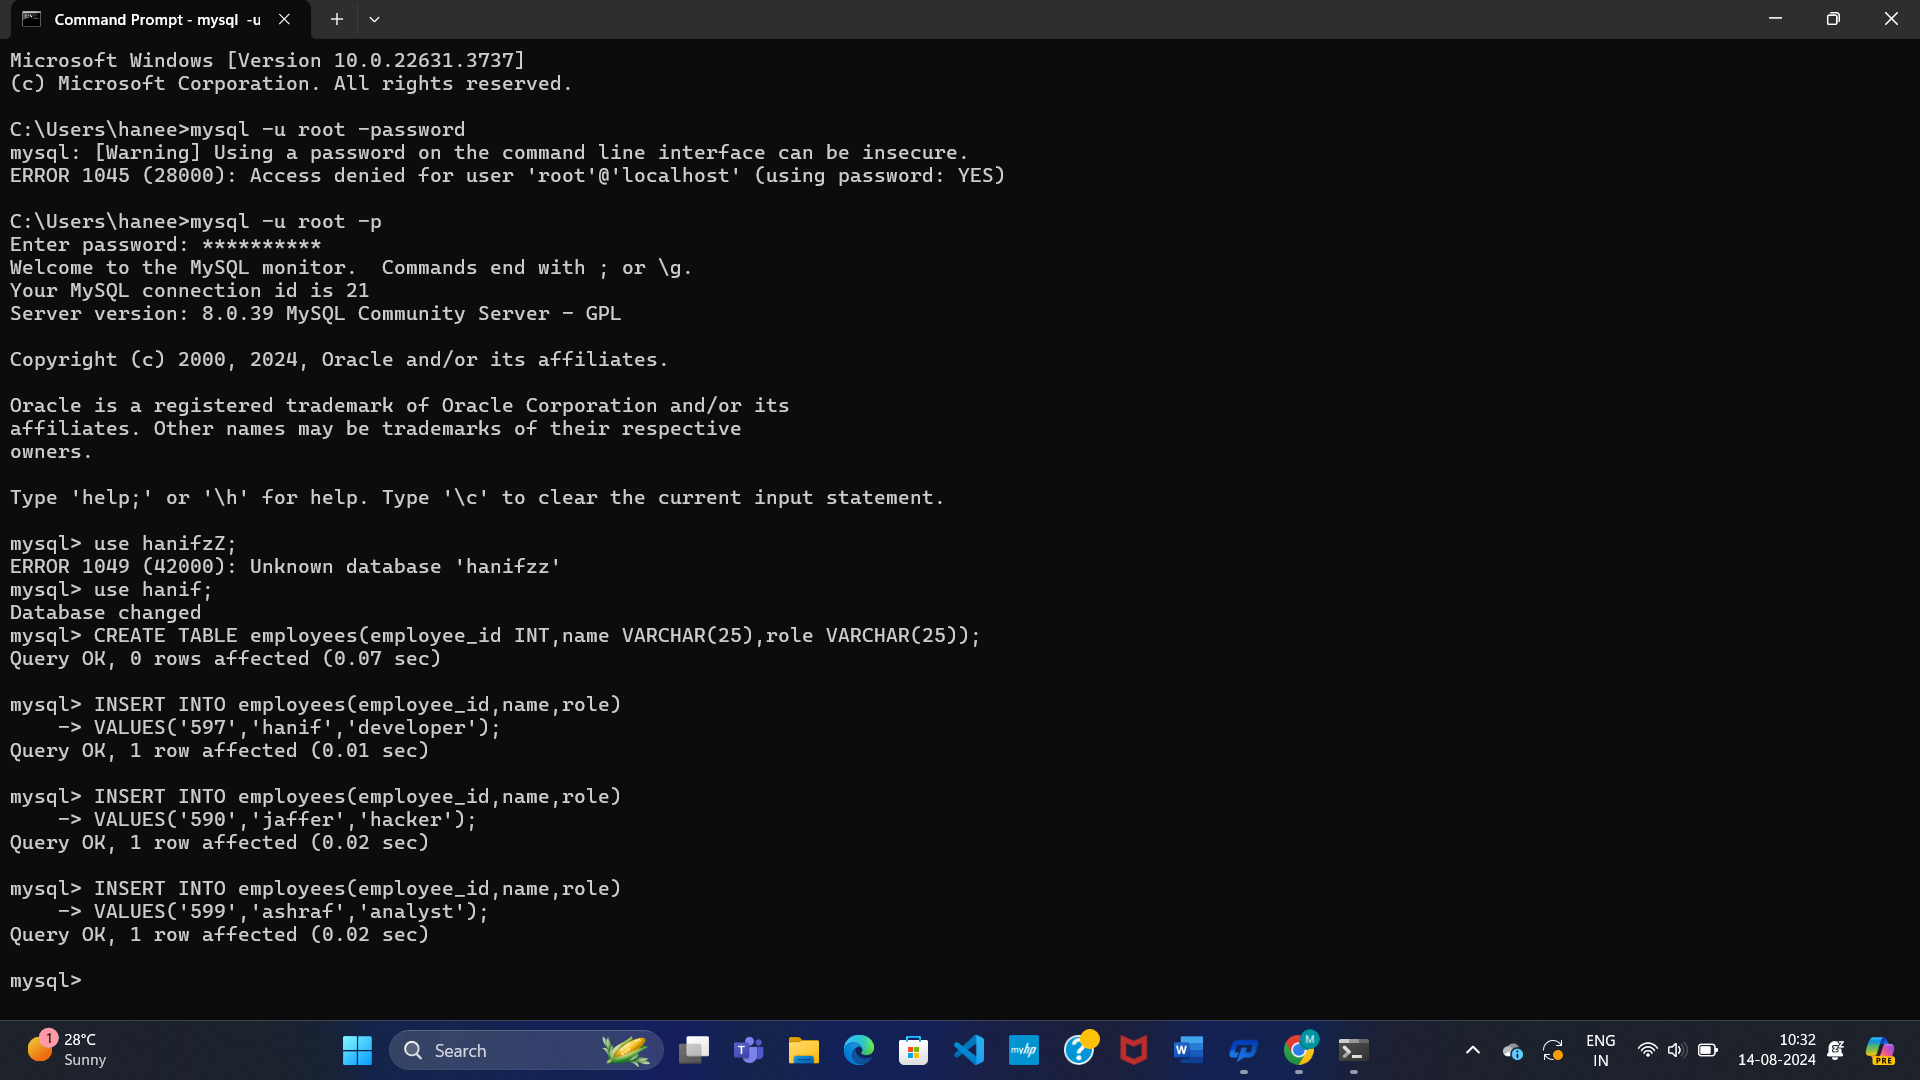 Command Prompt - mysql -u
Microsoft Windows [Version 10.0.22631.3737]
(c) Microsoft Corporation. All rights reserved.
C:\Users\hanee>mysql -u root -password
mysql: [Warning] Using a password on the command line interface can be insecure.
ERROR 1045 (28000): Access denied for user 'root'@'localhost' (using password: YES)
C:\Users\hanee>mysql -u root -p
Enter password: **********
Welcome to the MySQL monitor.  Commands end with ; or \g.
Your MySQL connection id is 21
Server version: 8.0.39 MySQL Community Server - GPL
Copyright (c) 2000, 2024, Oracle and/or its affiliates.
Oracle is a registered trademark of Oracle Corporation and/or its
affiliates. Other names may be trademarks of their respective
owners.
Type 'help;' or '\h' for help. Type '\c' to clear the current input statement.
mysql> use hanifzZ;
ERROR 1049 (42000): Unknown database 'hanifzz'
mysql> use hanif;
Database changed
mysql> CREATE TABLE employees(employee_id INT,name VARCHAR(25),role VARCHAR(25));
Query OK, 0 rows affected (0.07 sec)
mysql> INSERT INTO employees(employee_id,name,role)
    -> VALUES('597','hanif','developer');
Query OK, 1 row affected (0.01 sec)
mysql> INSERT INTO employees(employee_id,name,role)
    -> VALUES('590','jaffer','hacker');
Query OK, 1 row affected (0.02 sec)
mysql> INSERT INTO employees(employee_id,name,role)
    -> VALUES('599','ashraf','analyst');
Query OK, 1 row affected (0.02 sec)
mysql>
1
28°C
Sunny
Search
T
myhp
?
W
M
ENG
IN
10:32
14-08-2024
PRE